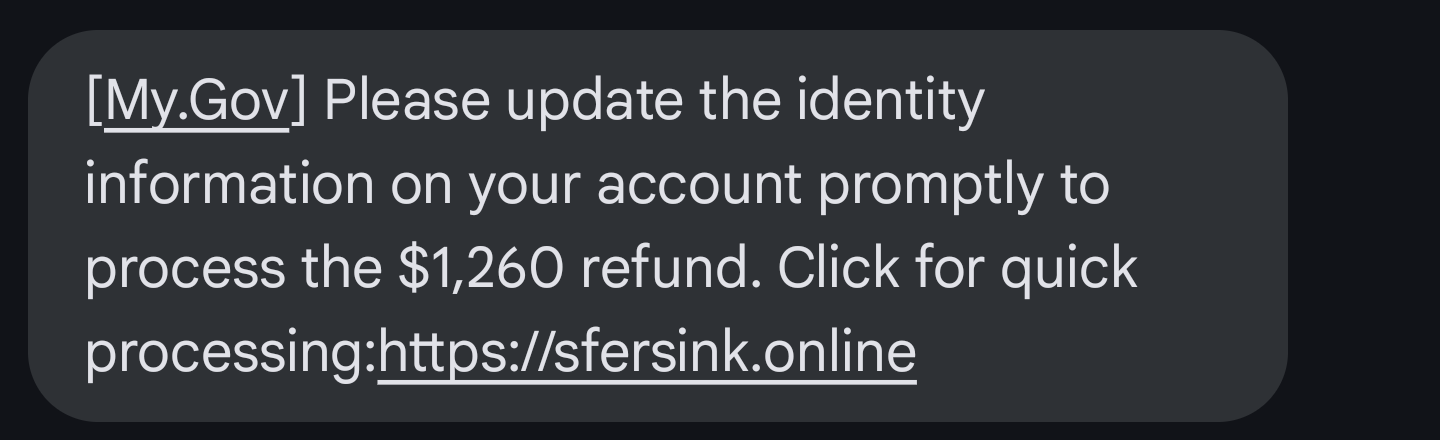 [My.Gov] Please update the identity
information on your account promptly to
process the $1,260 refund. Click for quick
processing:https://sfersink.online